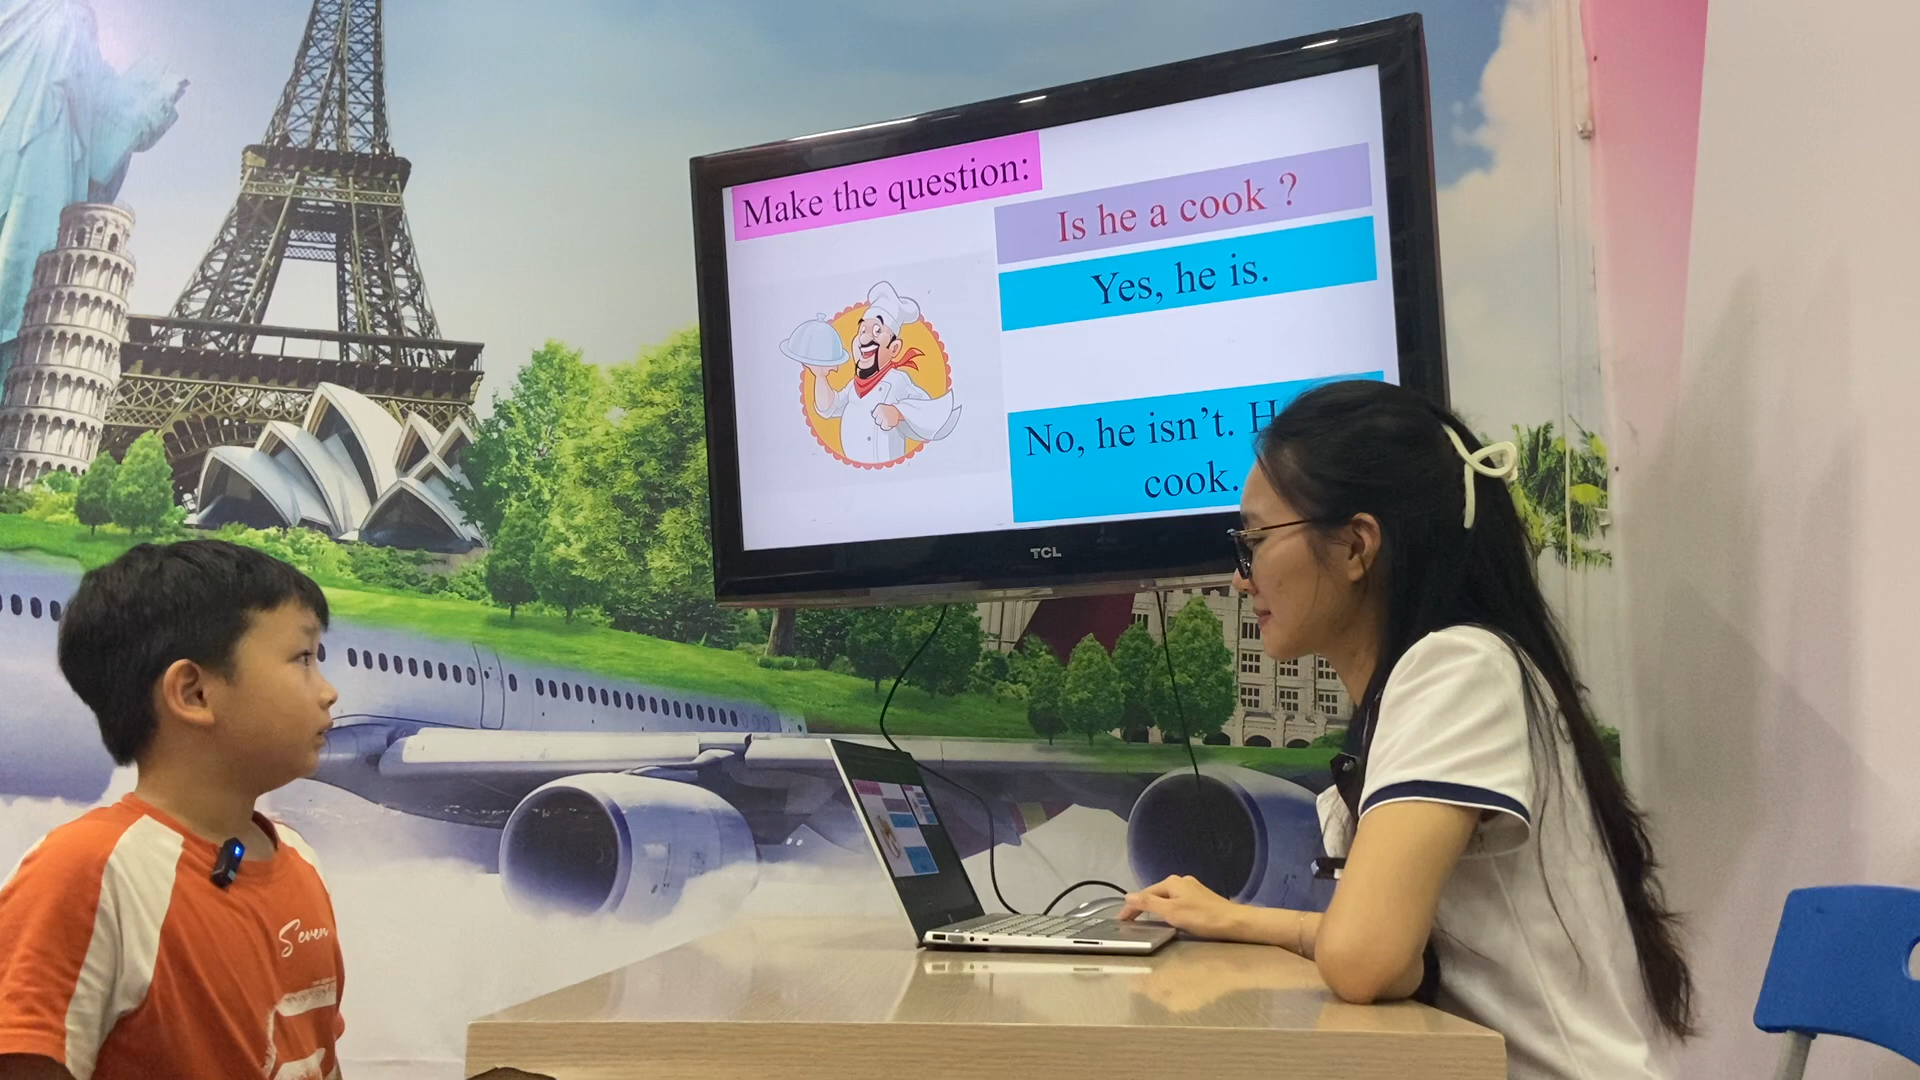 Make the question:
Is he a cook ?
Yes, he is.
No, he isn't. H
cook.
TCL
Seven